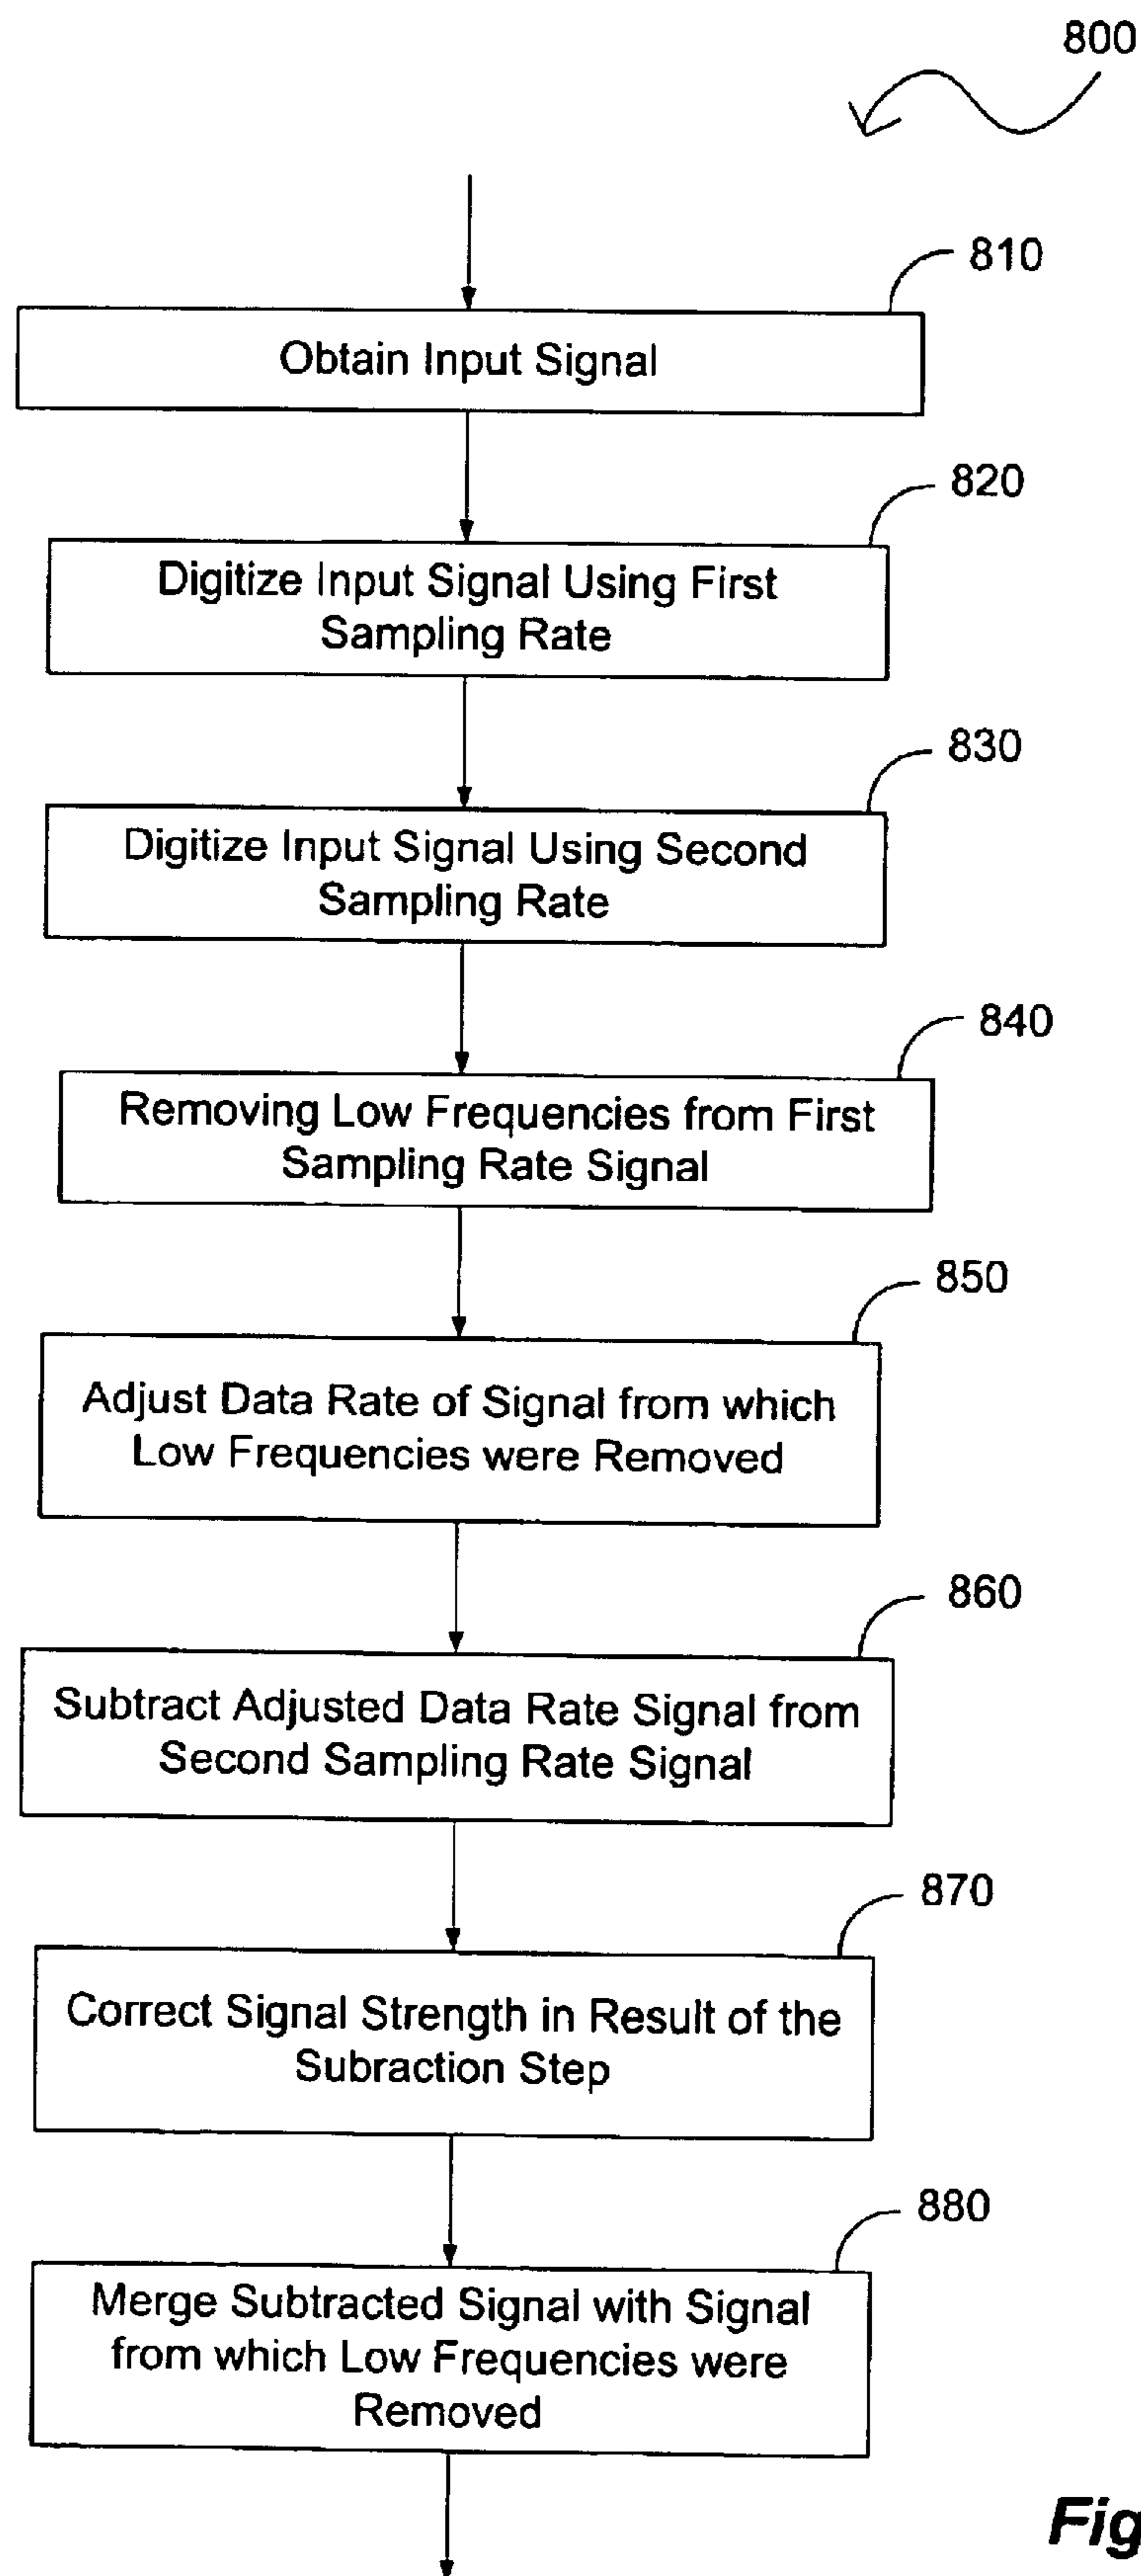 800
810
Obtain Input Signal
820
Digitize Input Signal Using First
Sampling Rate
830
Digitize Input Signal Using Second
Sampling Rate
840
Removing Low Frequencies from First
Sampling Rate Signal
850
Adjust Data Rate of Signal from which
Low Frequencies were Removed
860
Subtract Adjusted Data Rate Signal from
Second Sampling Rate Signal
870
Correct Signal Strength in Result of the
Subraction Step
880
Merge Subtracted Signal with Signal
from which Low Frequencies were
Removed
Fig